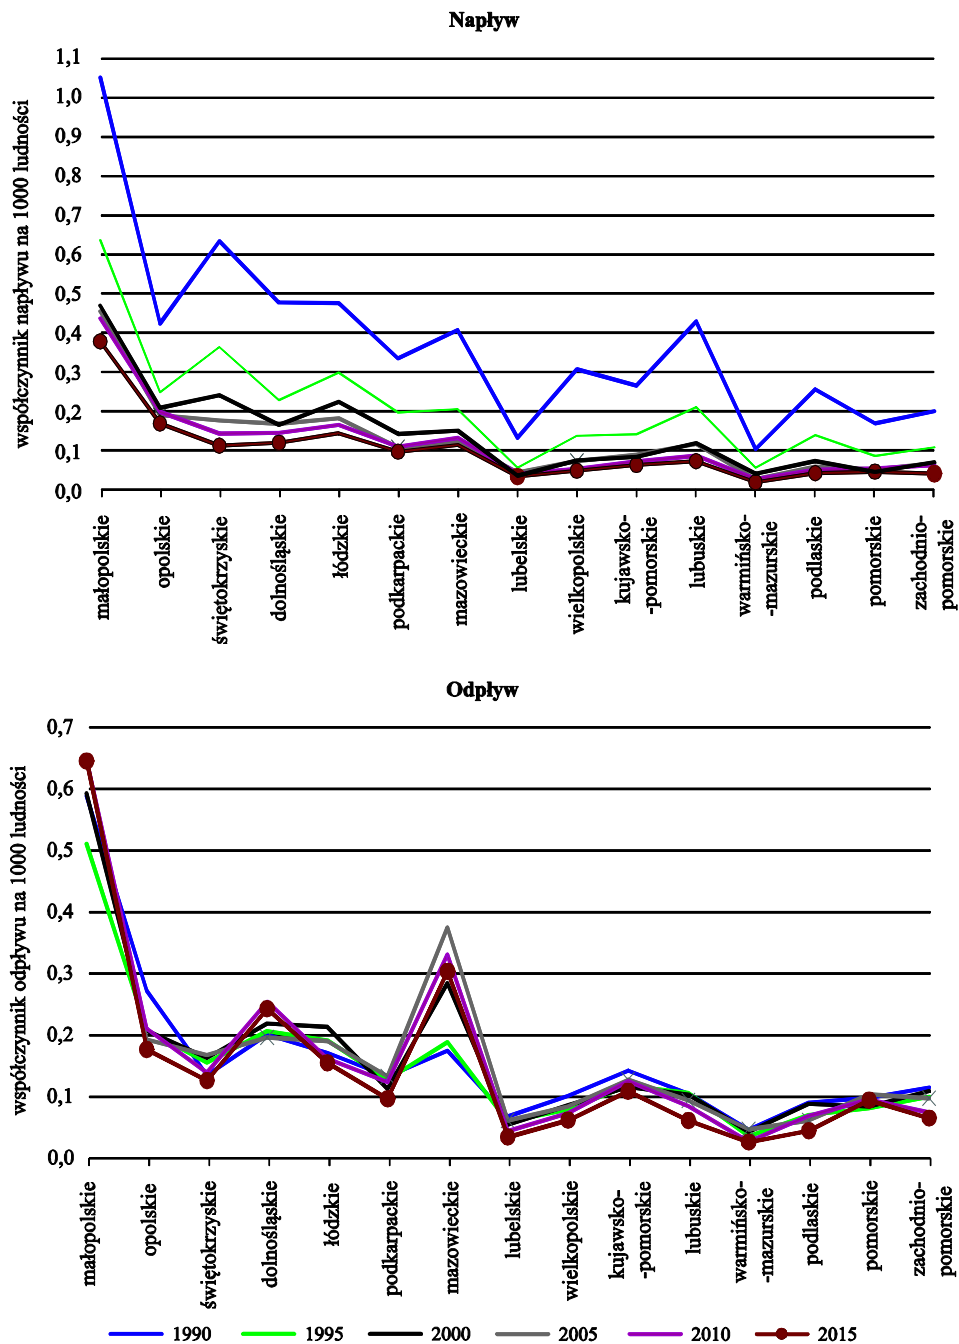 Napływ
współczynnik napływu na 1000 ludności
1,1
1,0
0,9
0,8
0,7
0,6
0,5
0,4
0,3
0,2
0,1
0,0
małopolskie
opolskie
świętokrzyskie
dolnośląskie
łódzkie
podkarpackie
mazowieckie
lubelskie
wielkopolskie
kujawsko-
-pomorskie
lubuskie
warmińsko-
-mazurskie
podlaskie
pomorskie
zachodnio-
pomorskie
Odpływ
współczynnik odpływu na 1000 ludności
0,7
0,6
0,5
0,4
0,3
0,2
0,1
0,0
małopolskie
opolskie
świętokrzyskie
dolnośląskie
łódzkie
podkarpackie
mazowieckie
lubelskie
wielkopolskie
kujawsko-
-pomorskie
lubuskie
warmińsko-
-mazurskie
podlaskie
pomorskie
zachodnio-
pomorskie
1990 1995 2000 2005 2010 2015